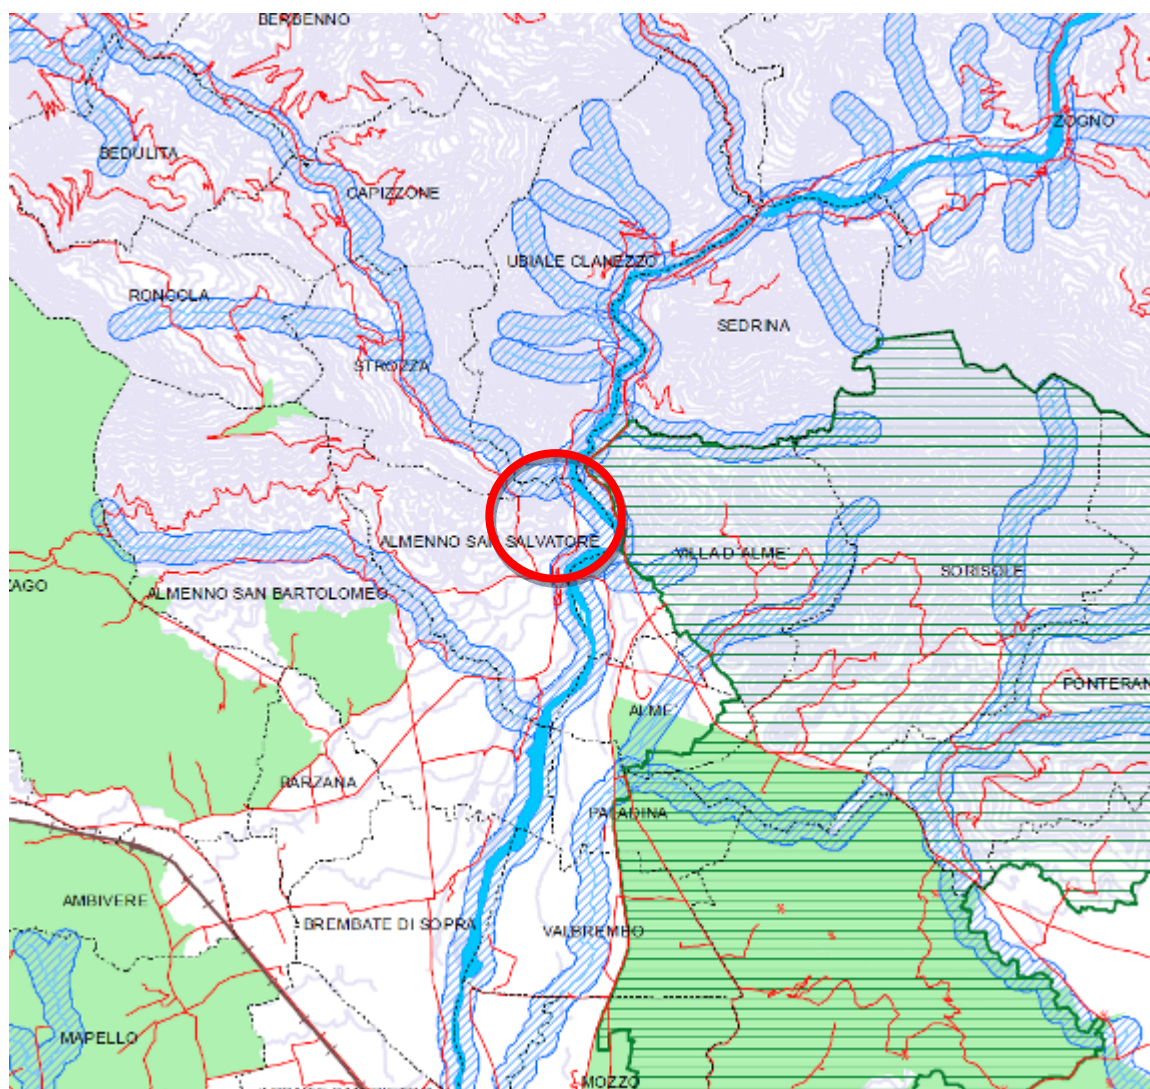 BERBENNO
ZOGNO
BEDULITA
CAPIZZONE
UBIALE CLANEZZO
RONCOLA
SEDRINA
STROZZA
ALMENNO SAN SALVATORE
VILLA D'ALME'
SORISOLE
ALMENNO SAN BARTOLOMEO
PONTERAN
ALME'
BARZANA
PALADINA
AMBIVERE
BREMBATE DI SOPRA
VALBREMBO
MAPELLO
MOZZO